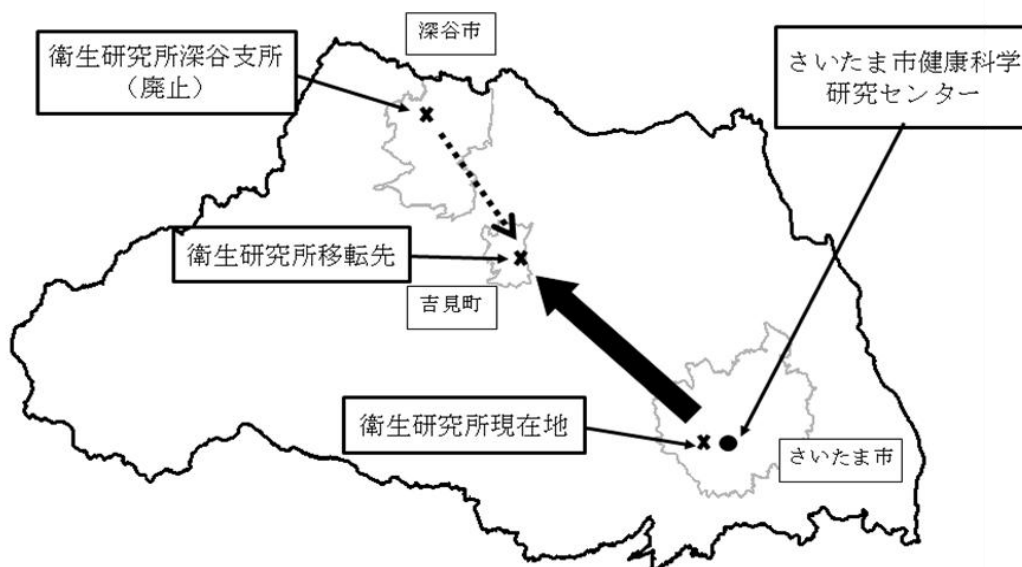 深谷市
衛生研究所深谷支所
（廃止）
さいたま市健康科学
研究センター
衛生研究所移転先
吉見町
衛生研究所現在地
さいたま市